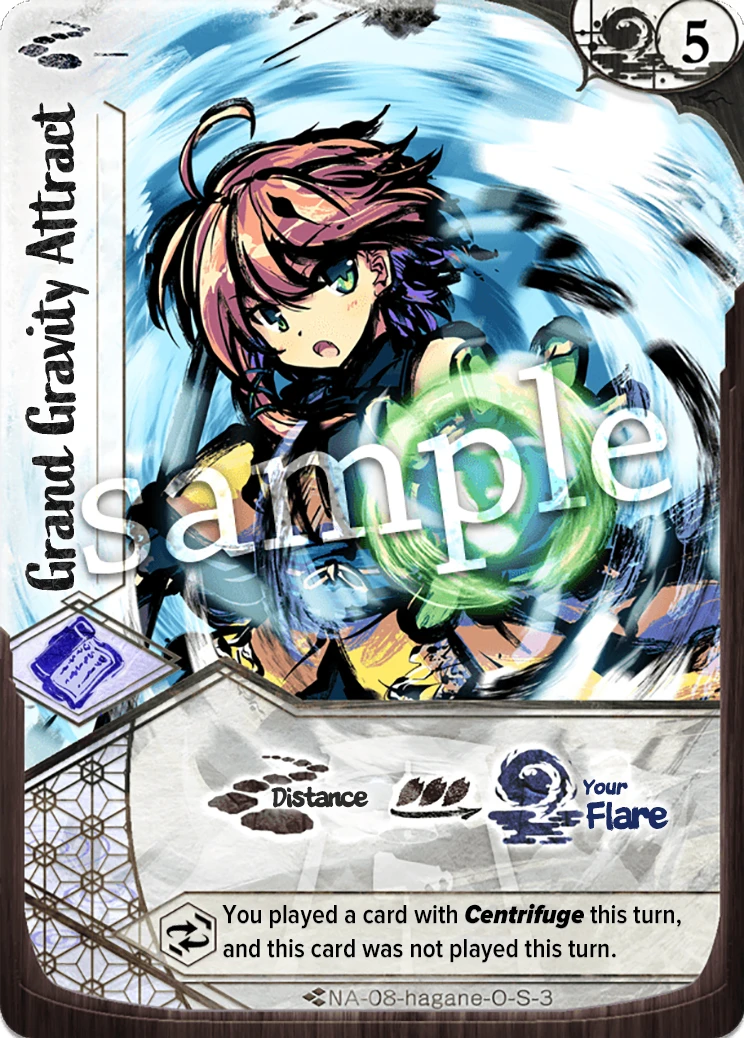 5
Grand Gravity Attract
sample
Distance
Your
Flare
You played a card with Centrifuge this turn,
and this card was not played this turn.
NA-08-hagane-O-S-3